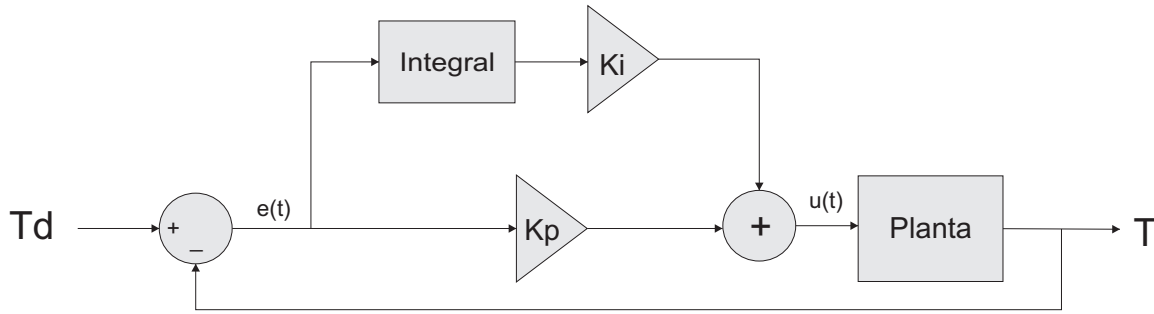 Integral
Ki
Td
+
−
e(t)
Kp
+
u(t)
Planta
T